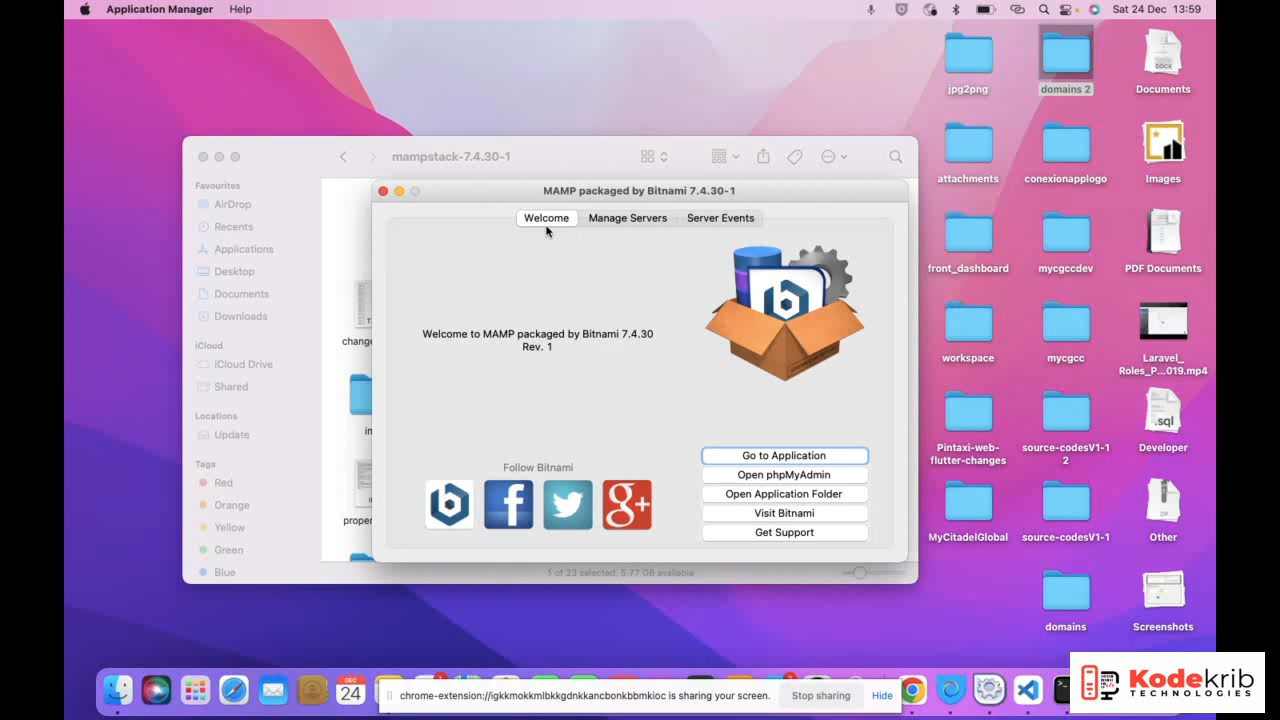 Application Manager Help
Sat 24 Dec 13:59
jpg2png
domains 2
Documents
mampstack-7.4.30-1
attachments
conexionapplogo
Images
Favourites
AirDrop
Recents
Applications
Desktop
Documents
Downloads
iCloud
iCloud Drive
Shared
Locations
Update
Tags
Red
Orange
Yellow
Green
Blue
MAMP packaged by Bitnami 7.4.30-1
Welcome Manage Servers Server Events
Welcome to MAMP packaged by Bitnami 7.4.30
Rev. 1
Go to Application
Follow Bitnami
Open phpMyAdmin
Open Application Folder
Visit Bitnami
Get Support
1 of 23 selected, 5.77 GB available
front_dashboard
mycgccdev
PDF Documents
workspace
mycgcc
Laravel_
Roles_P...019.mp4
Pintaxi-web-
flutter-changes
source-codesV1-1
2
.sql
Developer
MyCitadelGlobal
source-codesV1-1
ZIP
Other
domains
Screenshots
DOCX
DEC
24
chrome-extension://igkkmokkmlbkkgdnkkancbonkbbmkioc is sharing your screen.
Stop sharing
Hide
Kodekrib
TECHNOLOGIES